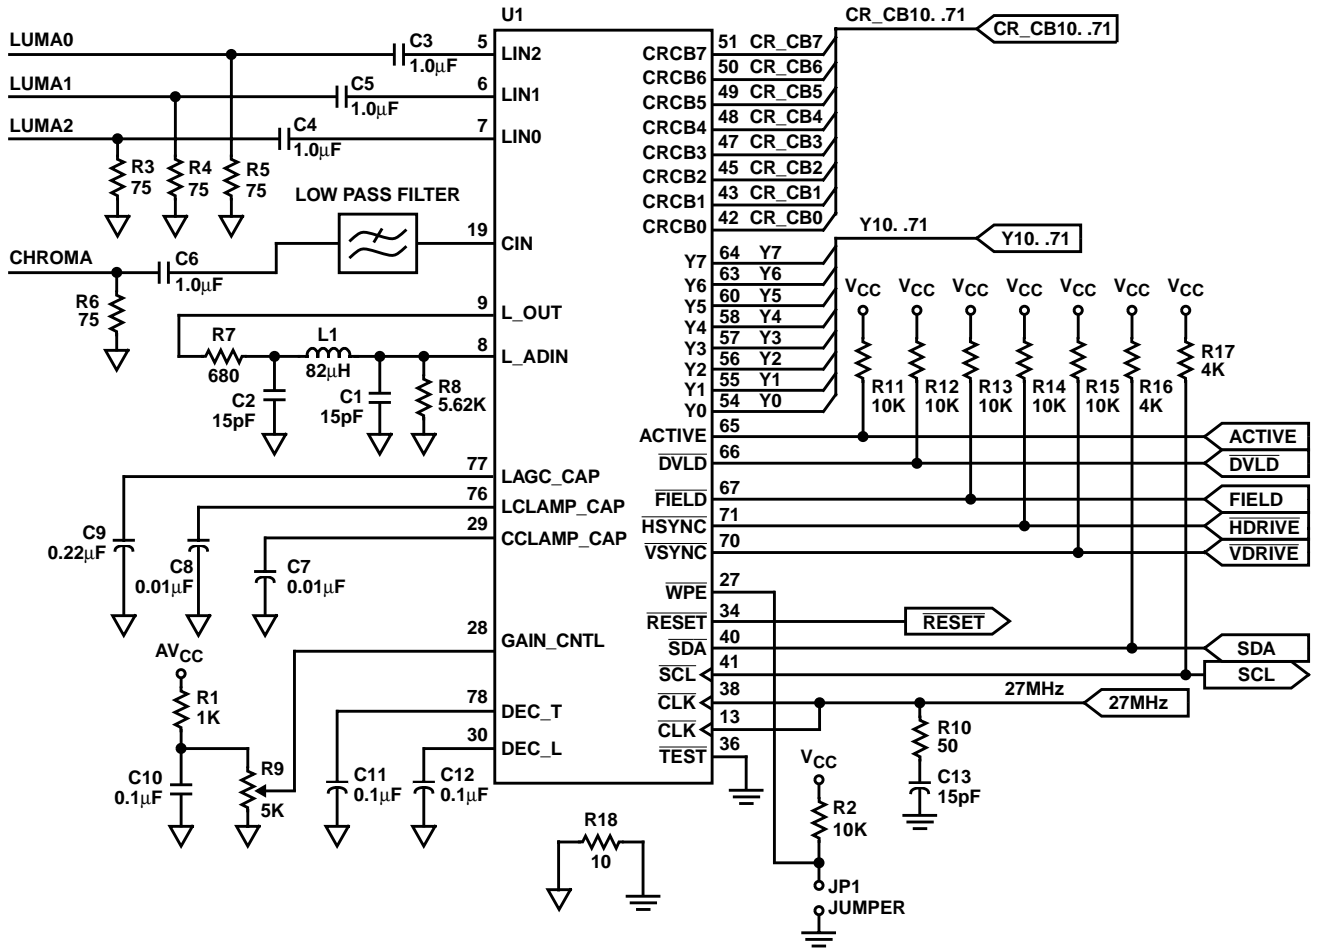 U1
LUMA0
LUMA1
LUMA2
C3
1.0µF
C5
1.0µF
C4
1.0µF
5
6
7
LIN2
LIN1
LIN0
R3
75
R4
75
R5
75
LOW PASS FILTER
CHROMA
C6
1.0µF
19
CIN
R6
75
9
L_OUT
8
L_ADIN
R7
680
L1
82µH
C2
15pF
C1
15pF
R8
5.62K
77
LAGC_CAP
76
LCLAMP_CAP
29
CCLAMP_CAP
C9
0.22µF
C8
0.01µF
C7
0.01µF
28
GAIN_CNTL
AVCC
R1
1K
C10
0.1µF
R9
5K
78
DEC_T
30
DEC_L
C11
0.1µF
C12
0.1µF
R18
10
CRCB7 51 CR_CB7
CRCB6 50 CR_CB6
CRCB5 49 CR_CB5
CRCB4 48 CR_CB4
CRCB3 47 CR_CB3
CRCB2 45 CR_CB2
CRCB1 43 CR_CB1
CRCB0 42 CR_CB0
CR_CB10. .71
CR_CB10. .71
Y7 64 Y7
Y6 63 Y6
Y5 60 Y5
Y4 58 Y4
Y3 57 Y3
Y2 56 Y2
Y1 55 Y1
Y0 54 Y0
Y10. .71
Y10. .71
VCC VCC VCC VCC VCC VCC VCC
R11
10K
R12
10K
R13
10K
R14
10K
R15
10K
R16
4K
R17
4K
ACTIVE 65 ACTIVE
DVLD 66 DVLD
FIELD 67 FIELD
HSYNC 71 HDRIVE
VSYNC 70 VDRIVE
WPE 27
RESET 34 RESET
SDA 40 SDA
SCL 41 SCL
CLK 38 27MHz 27MHz
CLK 13
TEST 36
R10
50
C13
15pF
VCC
R2
10K
JP1
JUMPER